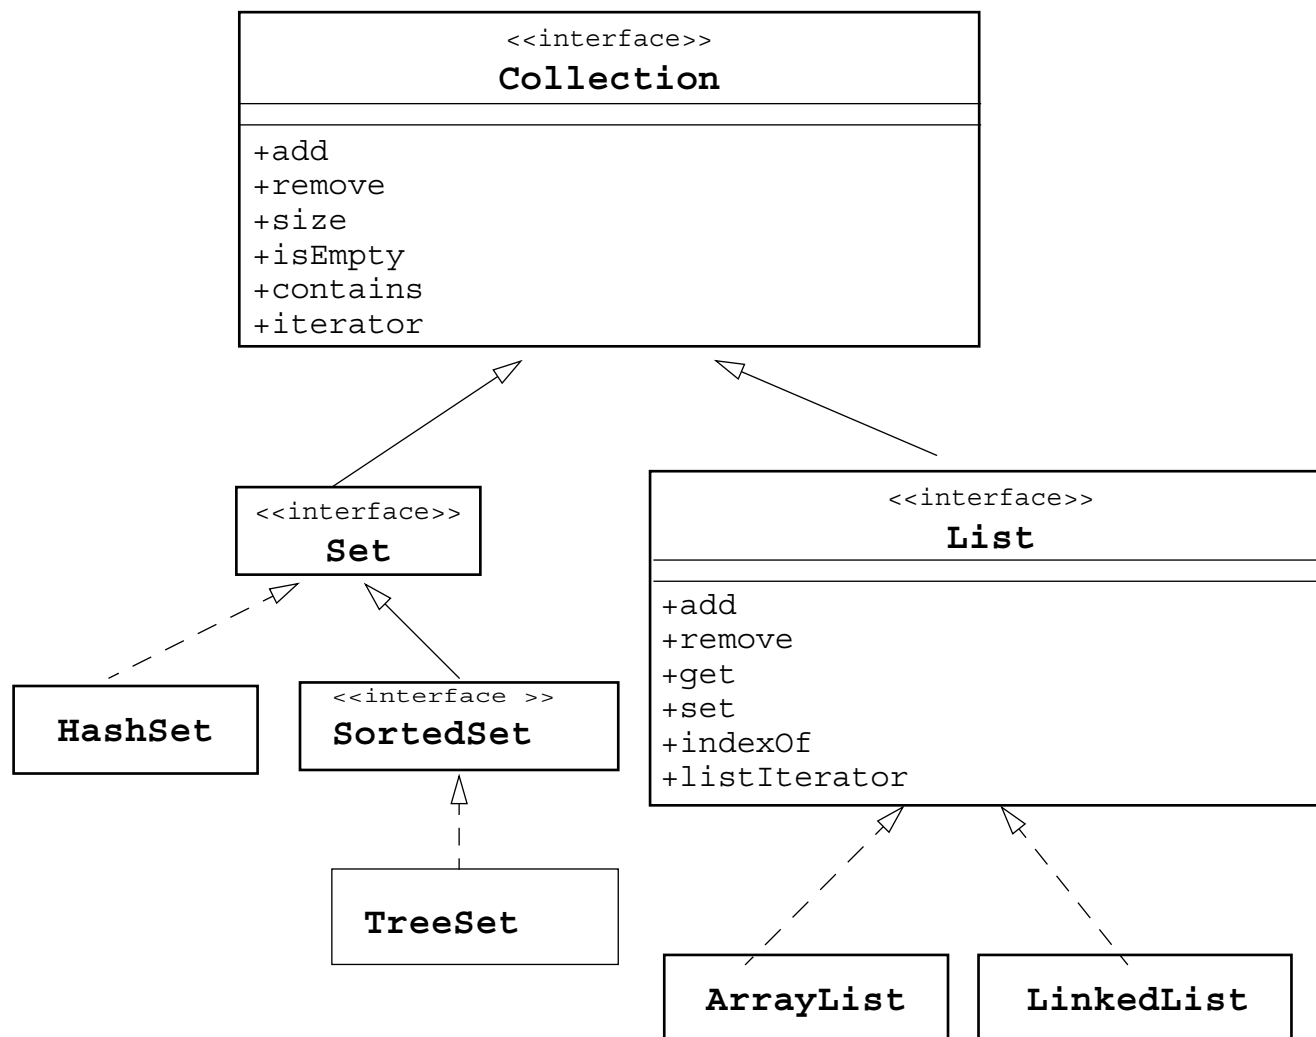 <<interface>>
Collection
+add
+remove
+size
+isEmpty
+contains
+iterator
<<interface>>
Set
<<interface>>
List
+add
+remove
+get
+set
+indexOf
+listIterator
HashSet
<<interface >>
SortedSet
TreeSet
ArrayList
LinkedList